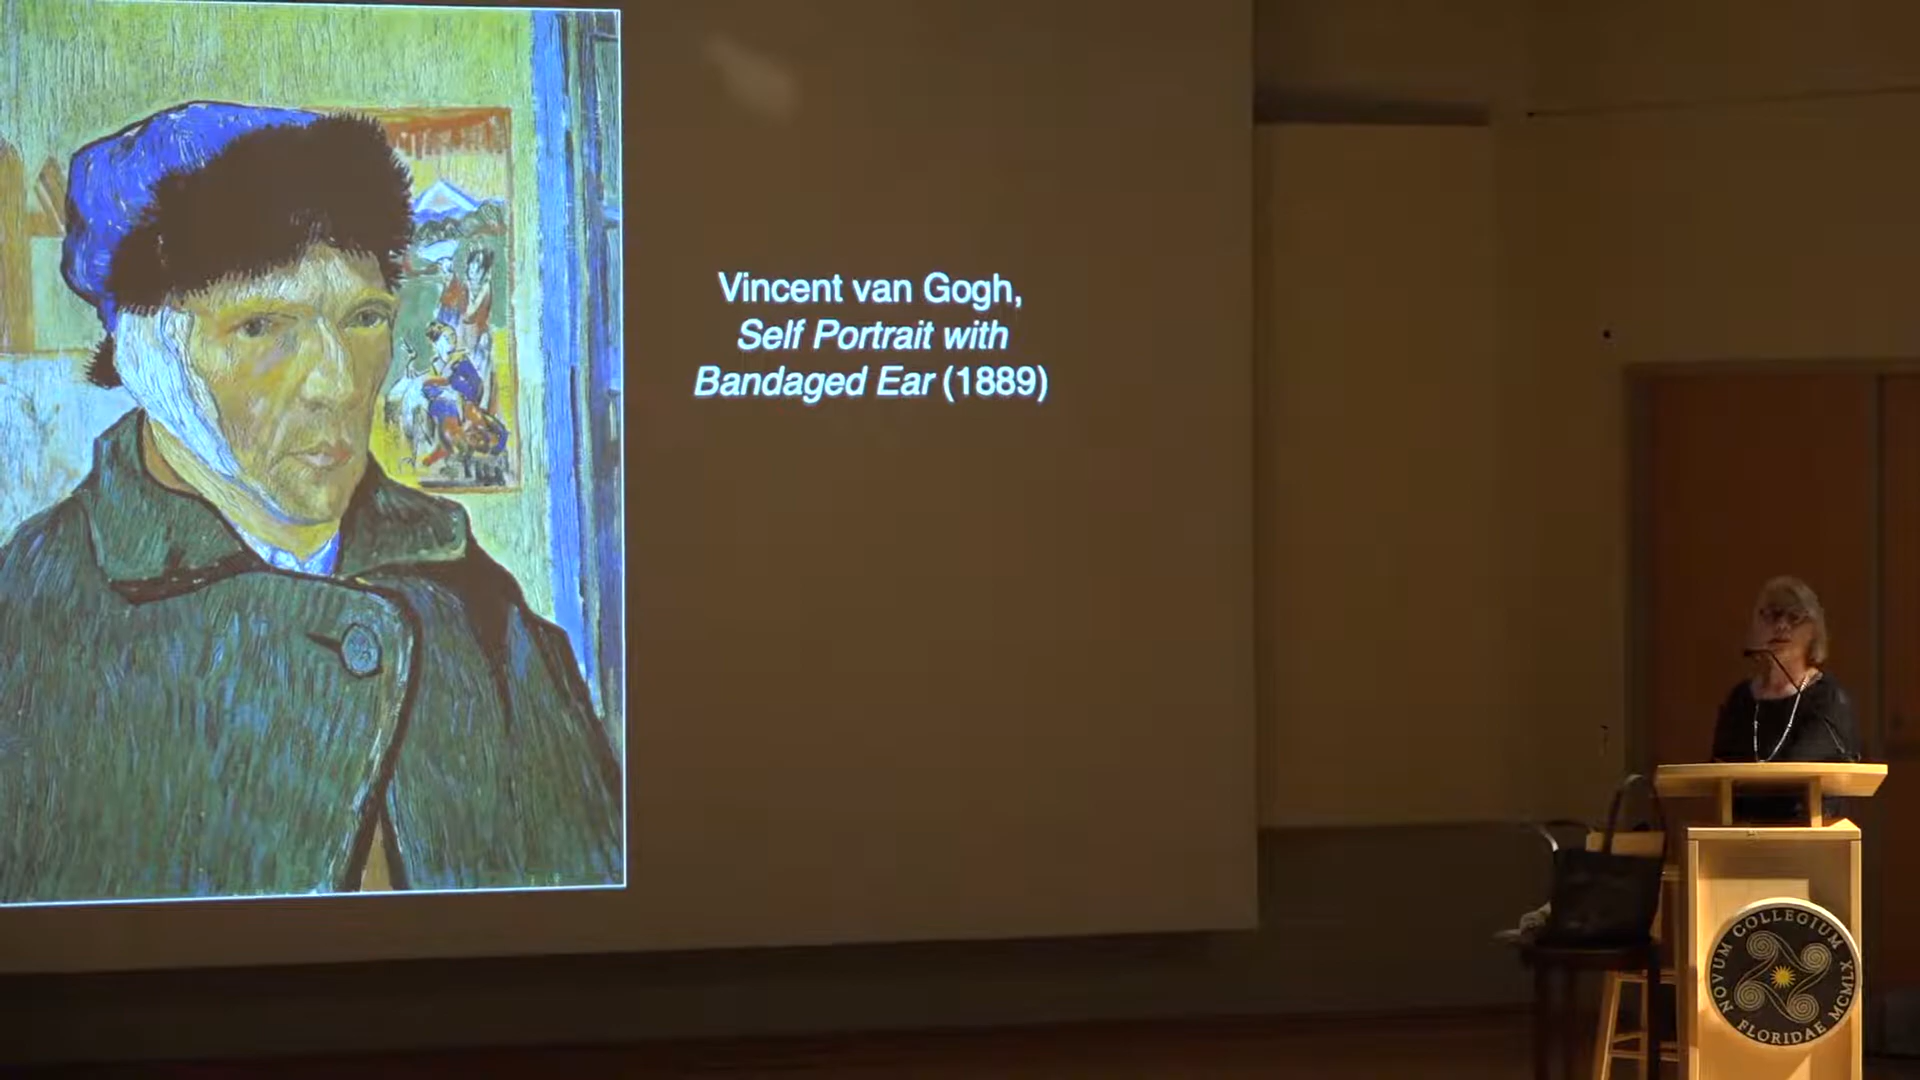 Vincent van Gogh,
Self Portrait with
Bandaged Ear (1889)
NOVUM COLLEGIUM FLORIDAE MCMLX